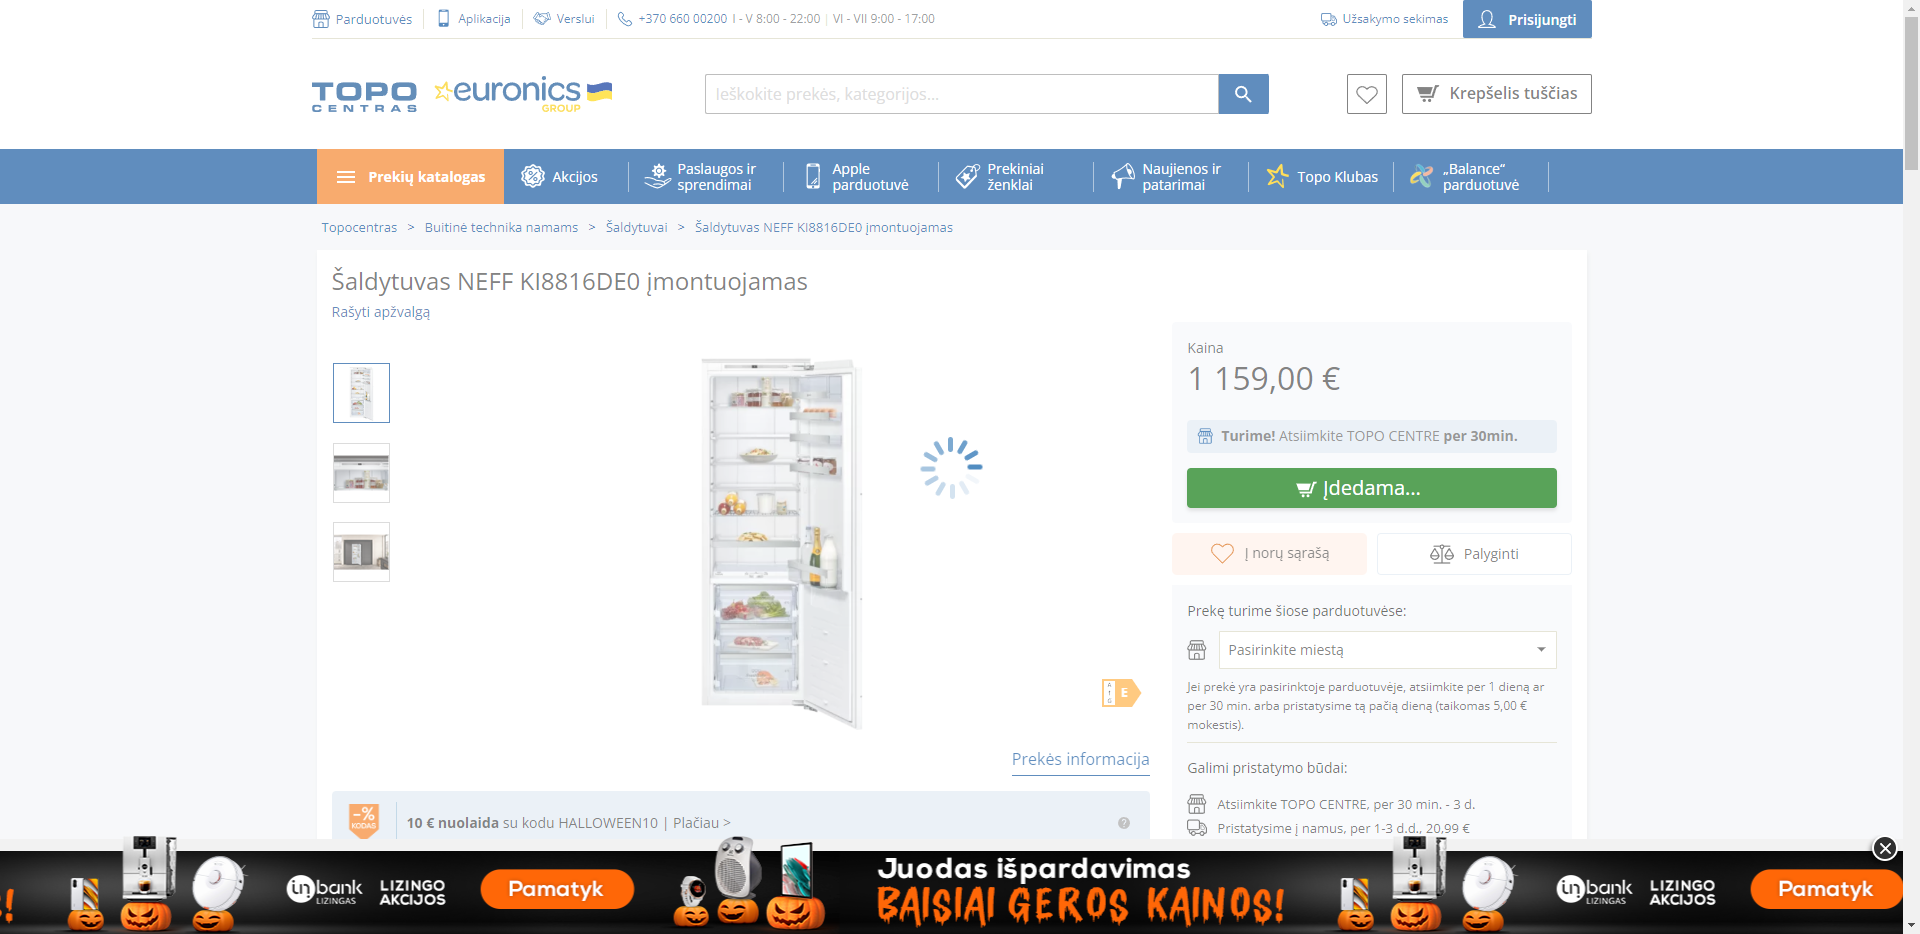 Parduotuvės
Aplikacija
Verslui
+370 660 00200 I - V 8:00 - 22:00 | VI - VII 9:00 - 17:00
Užsakymo sekimas
Prisijungti
TOPO CENTRAS
euronics GROUP
Ieškokite prekės, kategorijos...
Krepšelis tuščias
Prekių katalogas
Akcijos
Paslaugos ir sprendimai
Apple parduotuvė
Prekiniai ženklai
Naujienos ir patarimai
Topo Klubas
„Balance“ parduotuvė
Topocentras > Buitinė technika namams > Šaldytuvai > Šaldytuvas NEFF KI8816DE0 įmontuojamas
Šaldytuvas NEFF KI8816DE0 įmontuojamas
Rašyti apžvalgą
Kaina
1 159,00 €
Turime! Atsiimkite TOPO CENTRE per 30min.
Įdedama...
Į norų sąrašą
Palyginti
Prekę turime šiose parduotuvėse:
Pasirinkite miestą
Jei prekė yra pasirinktoje parduotuvėje, atsiimkite per 1 dieną ar
per 30 min. arba pristatysime tą pačią dieną (taikomas 5,00 €
mokestis).
Galimi pristatymo būdai:
Atsiimkite TOPO CENTRE, per 30 min. - 3 d.
Pristatysime į namus, per 1-3 d.d., 20,99 €
A
G
E
Prekės informacija
-%
KODAS
10 € nuolaida su kodu HALLOWEEN10 | Plačiau >
?
!
inbank LIZINGAS
LIZINGO AKCIJOS
Pamatyk
Juodas išpardavimas
BAISIAI GEROS KAINOS!
inbank LIZINGAS
LIZINGO AKCIJOS
Pamatyk